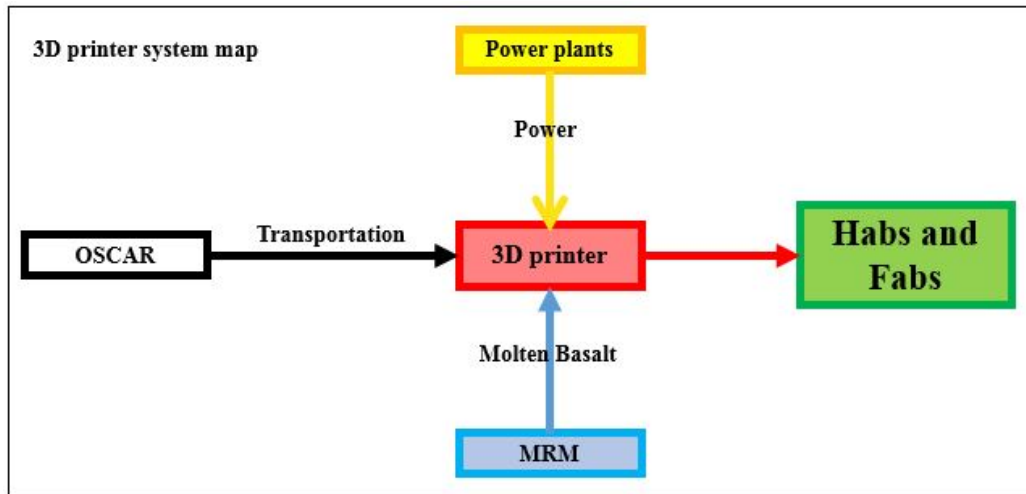 3D printer system map
Power plants
Power
OSCAR
Transportation
3D printer
Habs and
Fabs
Molten Basalt
MRM